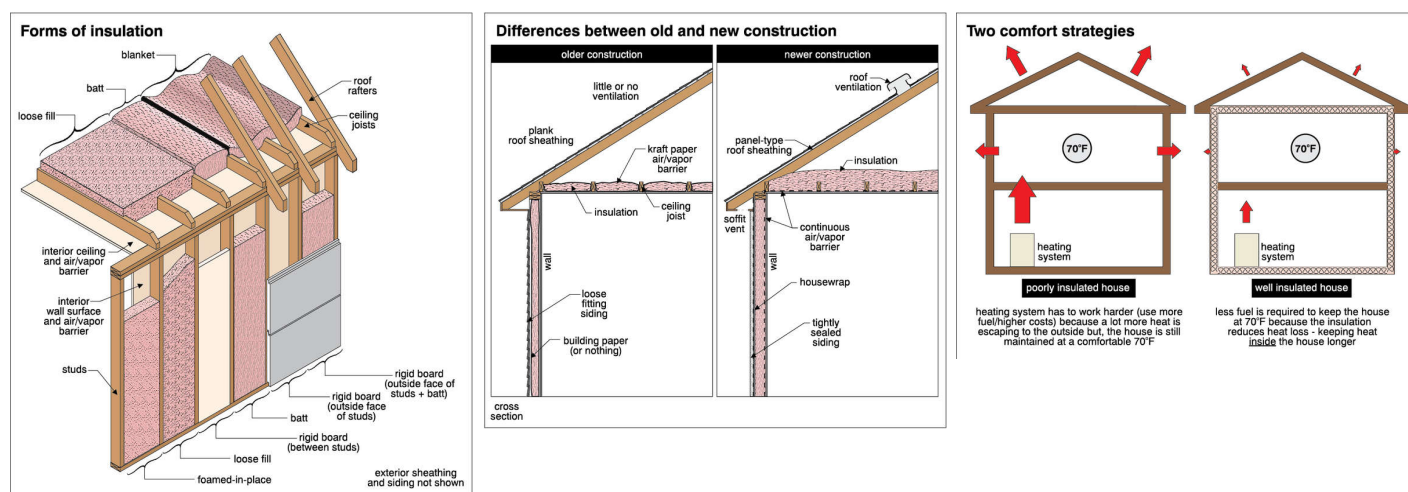 Forms of insulation
blanket
batt
loose fill
roof
rafters
ceiling
joists
interior ceiling
and air/vapor
barrier
interior
wall surface
and air/vapor
barrier
studs
rigid board
(outside face of
studs + batt)
rigid board
(outside face
of studs)
batt
rigid board
(between studs)
loose fill
foamed-in-place
exterior sheathing
and siding not shown
Differences between old and new construction
older construction
little or no
ventilation
plank
roof sheathing
kraft paper
air/vapor
barrier
insulation
ceiling
joist
wall
loose
fitting
siding
building paper
(or nothing)
cross
section
newer construction
roof
ventilation
panel-type
roof sheathing
insulation
soffit
vent
continuous
air/vapor
barrier
wall
housewrap
tightly
sealed
siding
Two comfort strategies
70°F
heating
system
poorly insulated house
heating system has to work harder (use more
fuel/higher costs) because a lot more heat is
escaping to the outside but, the house is still
maintained at a comfortable 70°F
70°F
heating
system
well insulated house
less fuel is required to keep the house
at 70°F because the insulation
reduces heat loss - keeping heat
inside the house longer